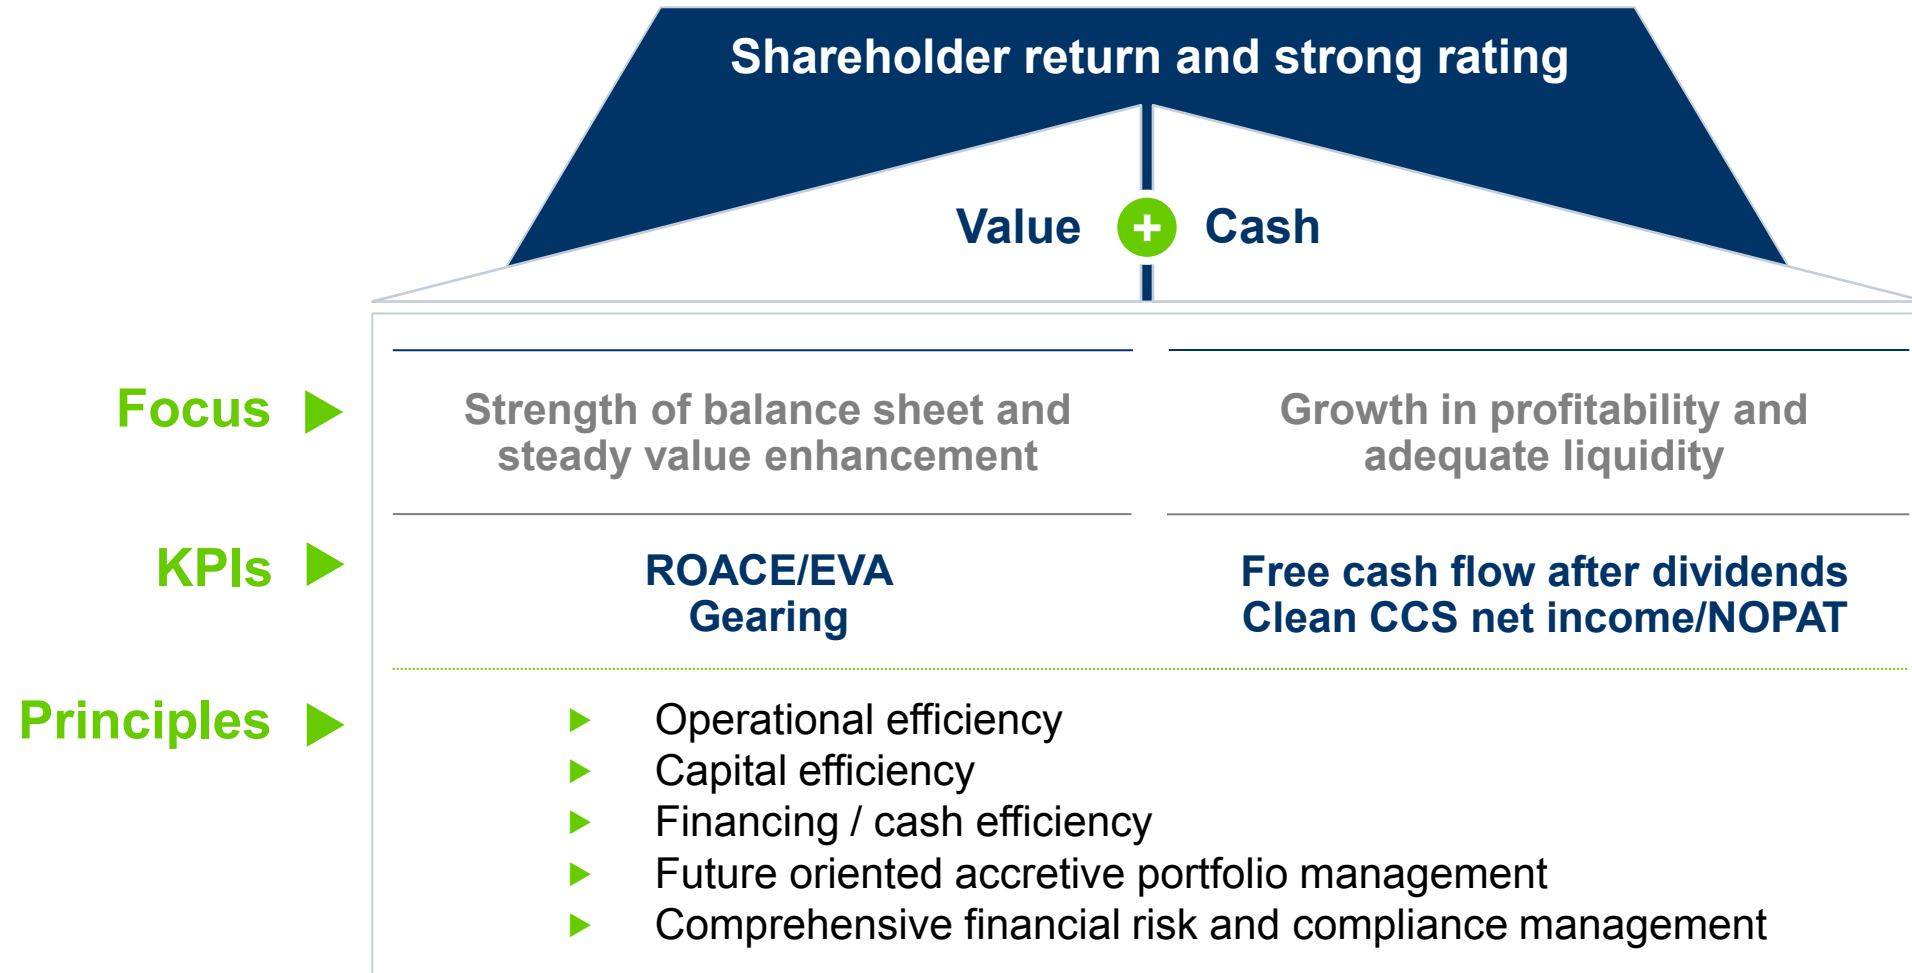 Shareholder return and strong rating
Value + Cash
Focus
Strength of balance sheet and
steady value enhancement
Growth in profitability and
adequate liquidity
KPIs
ROACE/EVA
Gearing
Free cash flow after dividends
Clean CCS net income/NOPAT
Principles
Operational efficiency
Capital efficiency
Financing / cash efficiency
Future oriented accretive portfolio management
Comprehensive financial risk and compliance management